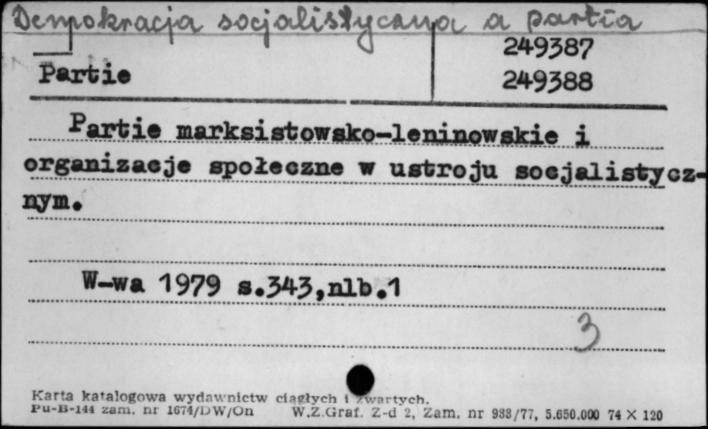 Demokracja socjalistyczna a partia
249387
Partie 249388
Partie marksistowsko-leninowskie i
organizacje społeczne w ustroju socjalistycz-
nym.
W-wa 1979 s.343,nlb.1
3
Karta katalogowa wydawnictw ciągłych i zwartych.
Pu-B-144 zam. nr 1674/DW/On W.Z.Graf. Z-d 2, Zam. nr 988/77, 5.650.000 74 X 120